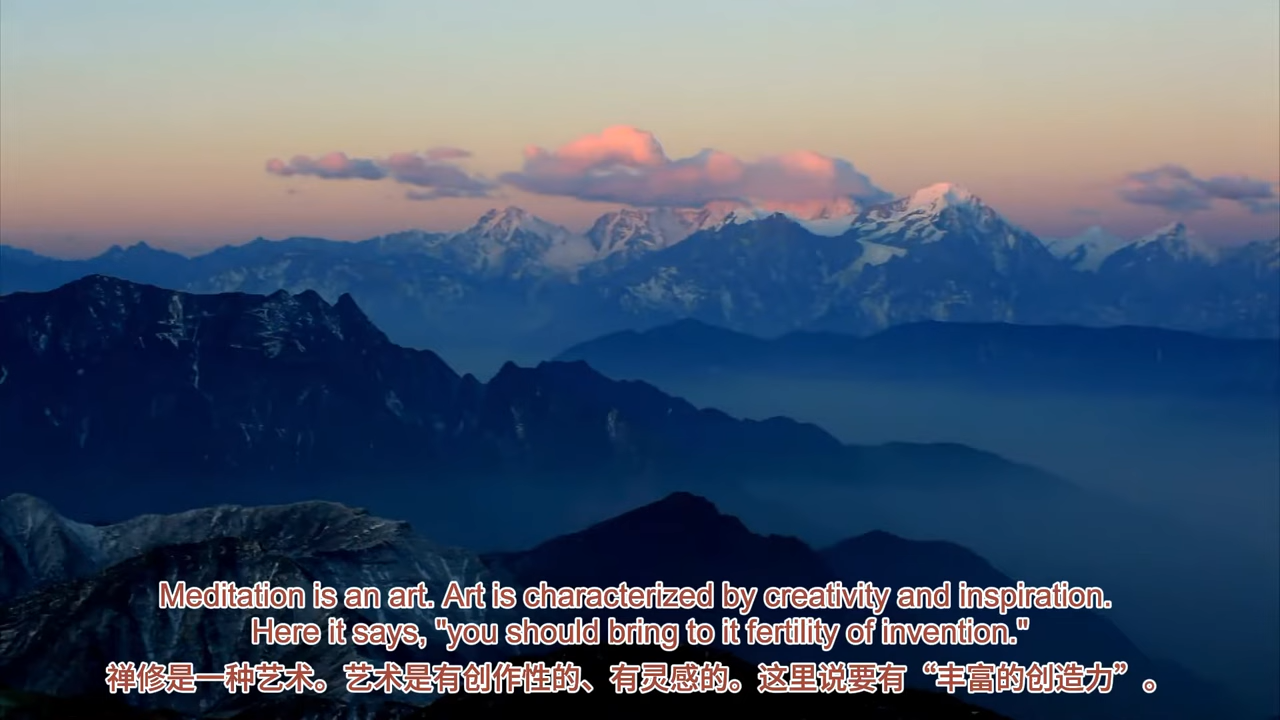 Meditation is an art. Art is characterized by creativity and inspiration.
Here it says, "you should bring to it fertility of invention."
禅修是一种艺术。艺术是有创作性的、有灵感的。这里说要有“丰富的创造力”。